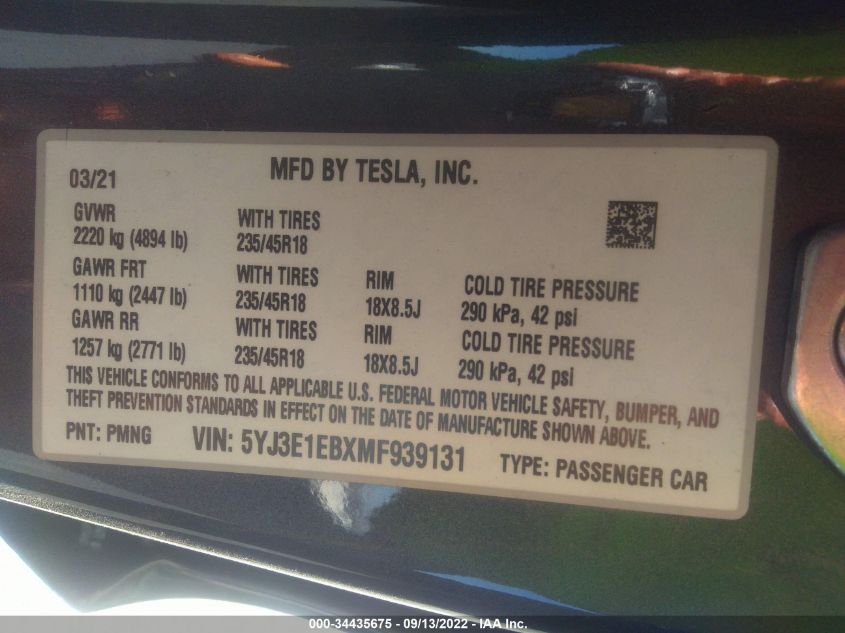 MFD BY TESLA, INC.
03/21
GVWR
2220 kg (4894 lb)
WITH TIRES
235/45R18
GAWR FRT
1110 kg (2447 lb)
WITH TIRES
235/45R18
RIM
18X8.5J
COLD TIRE PRESSURE
290 kPa, 42 psi
GAWR RR
1257 kg (2771 lb)
WITH TIRES
235/45R18
RIM
18X8.5J
COLD TIRE PRESSURE
290 kPa, 42 psi
THIS VEHICLE CONFORMS TO ALL APPLICABLE U.S. FEDERAL MOTOR VEHICLE SAFETY, BUMPER, AND
THEFT PREVENTION STANDARDS IN EFFECT ON THE DATE OF MANUFACTURE SHOWN ABOVE.
PNT: PMNG VIN: 5YJ3E1EBXMF939131 TYPE: PASSENGER CAR
000-34435675 - 09/13/2022 - IAA Inc.